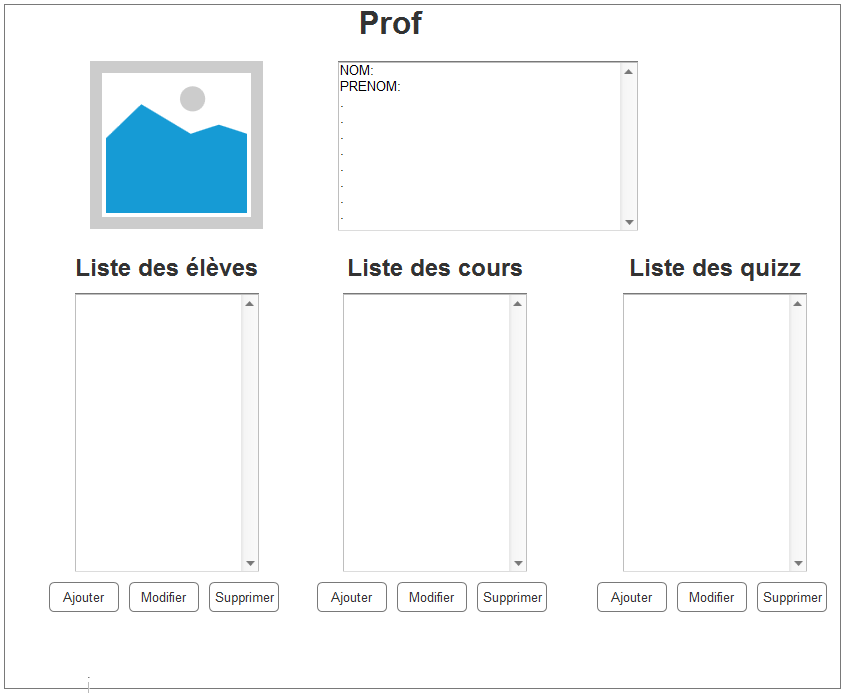 Prof
NOM:
PRENOM:
.
.
.
.
.
.
.
.
Liste des élèves
Liste des cours
Liste des quizz
Ajouter Modifier Supprimer
Ajouter Modifier Supprimer
Ajouter Modifier Supprimer